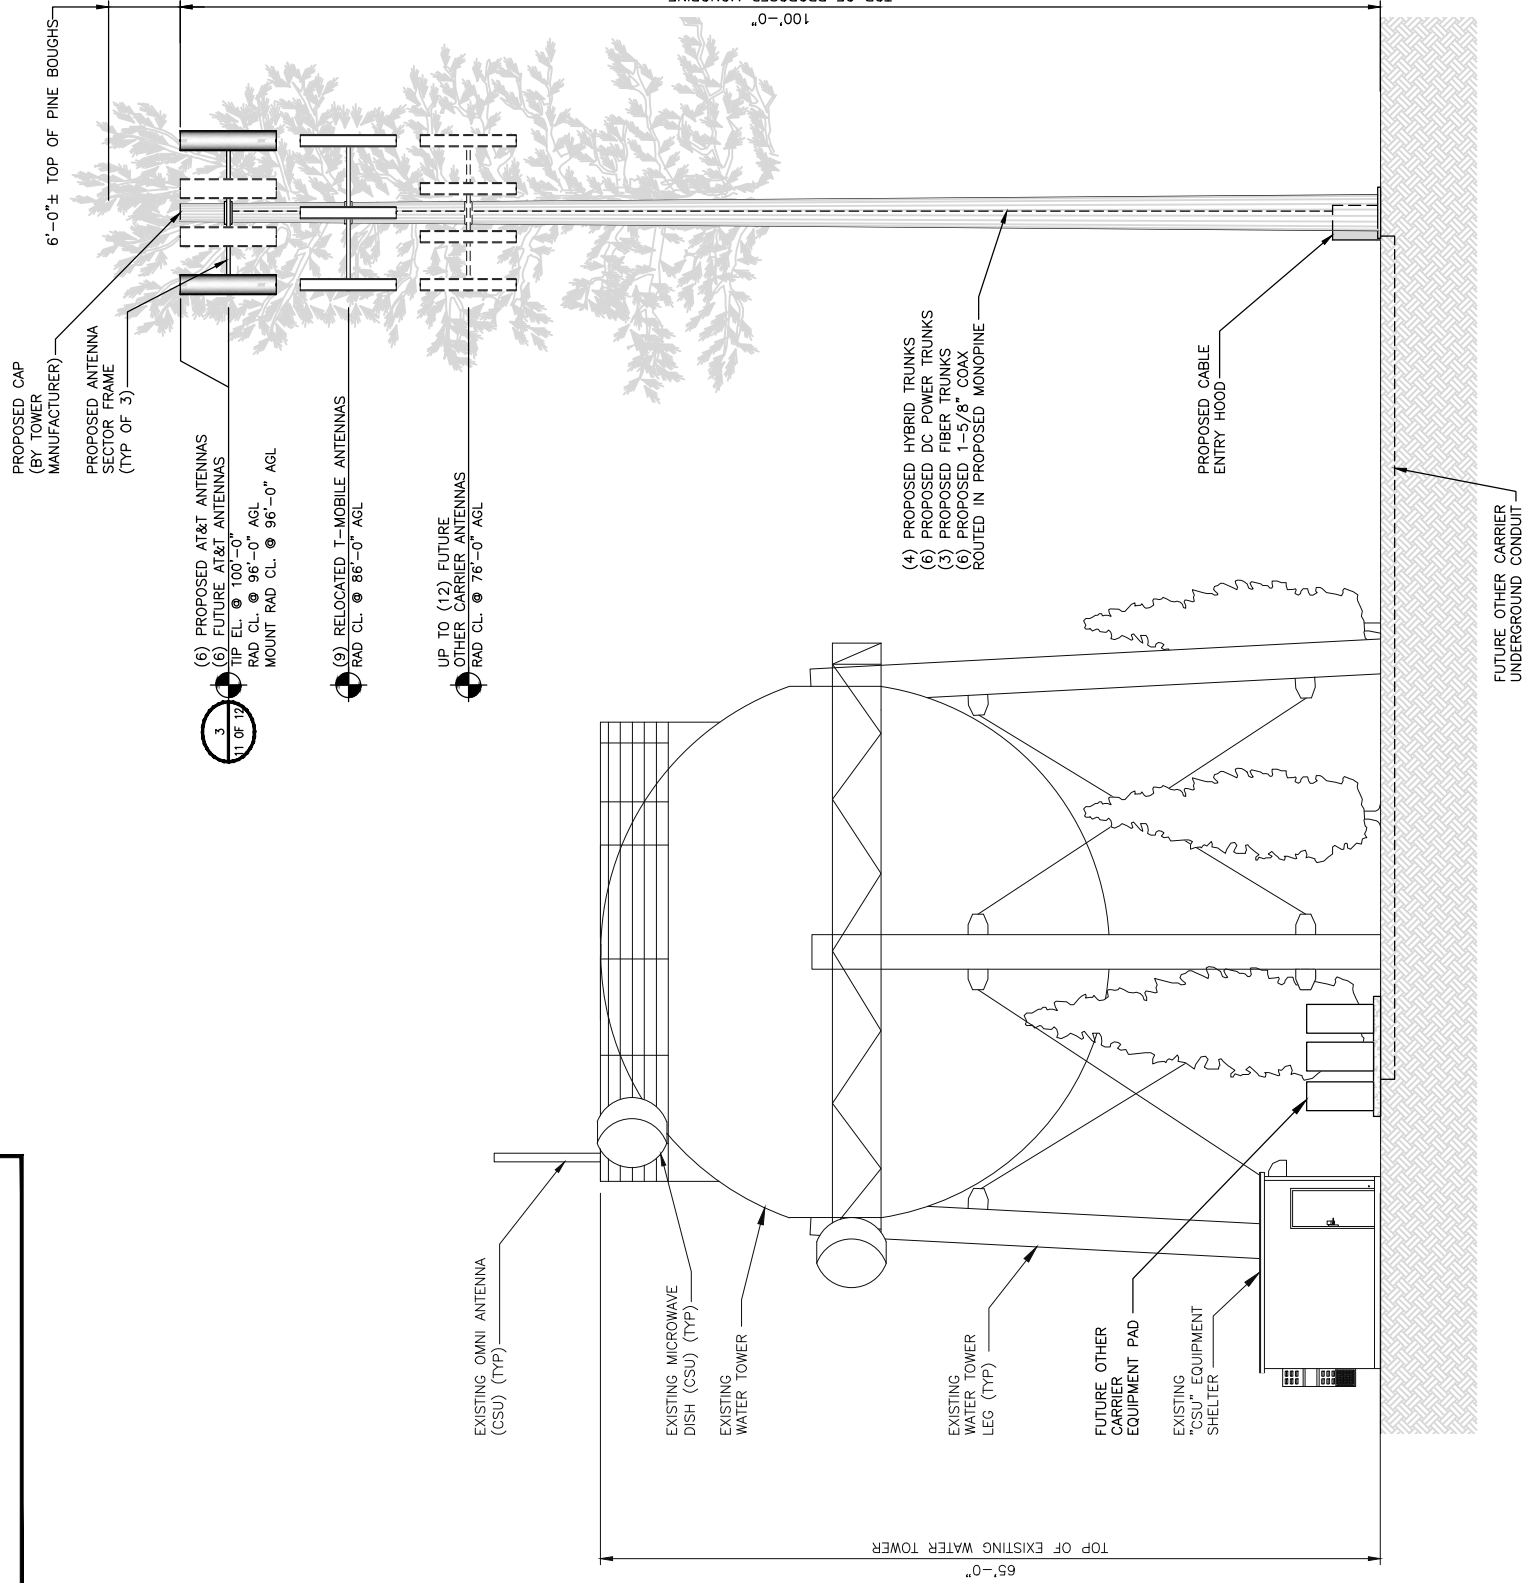 6'-0"± TOP OF PINE BOUGHS
100'-0"
PROPOSED CAP
(BY TOWER
MANUFACTURER)
PROPOSED ANTENNA
SECTOR FRAME
(TYP OF 3)
(6) PROPOSED AT&T ANTENNAS
(6) FUTURE AT&T ANTENNAS
TIP EL. @ 100'-0"
RAD CL. @ 96'-0" AGL
MOUNT RAD CL. @ 96'-0" AGL
3
11 OF 12
(9) RELOCATED T-MOBILE ANTENNAS
RAD CL. @ 86'-0" AGL
UP TO (12) FUTURE
OTHER CARRIER ANTENNAS
RAD CL. @ 76'-0" AGL
(4) PROPOSED HYBRID TRUNKS
(6) PROPOSED DC POWER TRUNKS
(3) PROPOSED FIBER TRUNKS
(6) PROPOSED 1-5/8" COAX
ROUTED IN PROPOSED MONOPINE
PROPOSED CABLE
ENTRY HOOD
FUTURE OTHER CARRIER
UNDERGROUND CONDUIT
EXISTING OMNI ANTENNA
(CSU) (TYP)
EXISTING MICROWAVE
DISH (CSU) (TYP)
EXISTING
WATER TOWER
EXISTING
WATER TOWER
LEG (TYP)
FUTURE OTHER
CARRIER
EQUIPMENT PAD
EXISTING
"CSU" EQUIPMENT
SHELTER
65'-0"
TOP OF EXISTING WATER TOWER